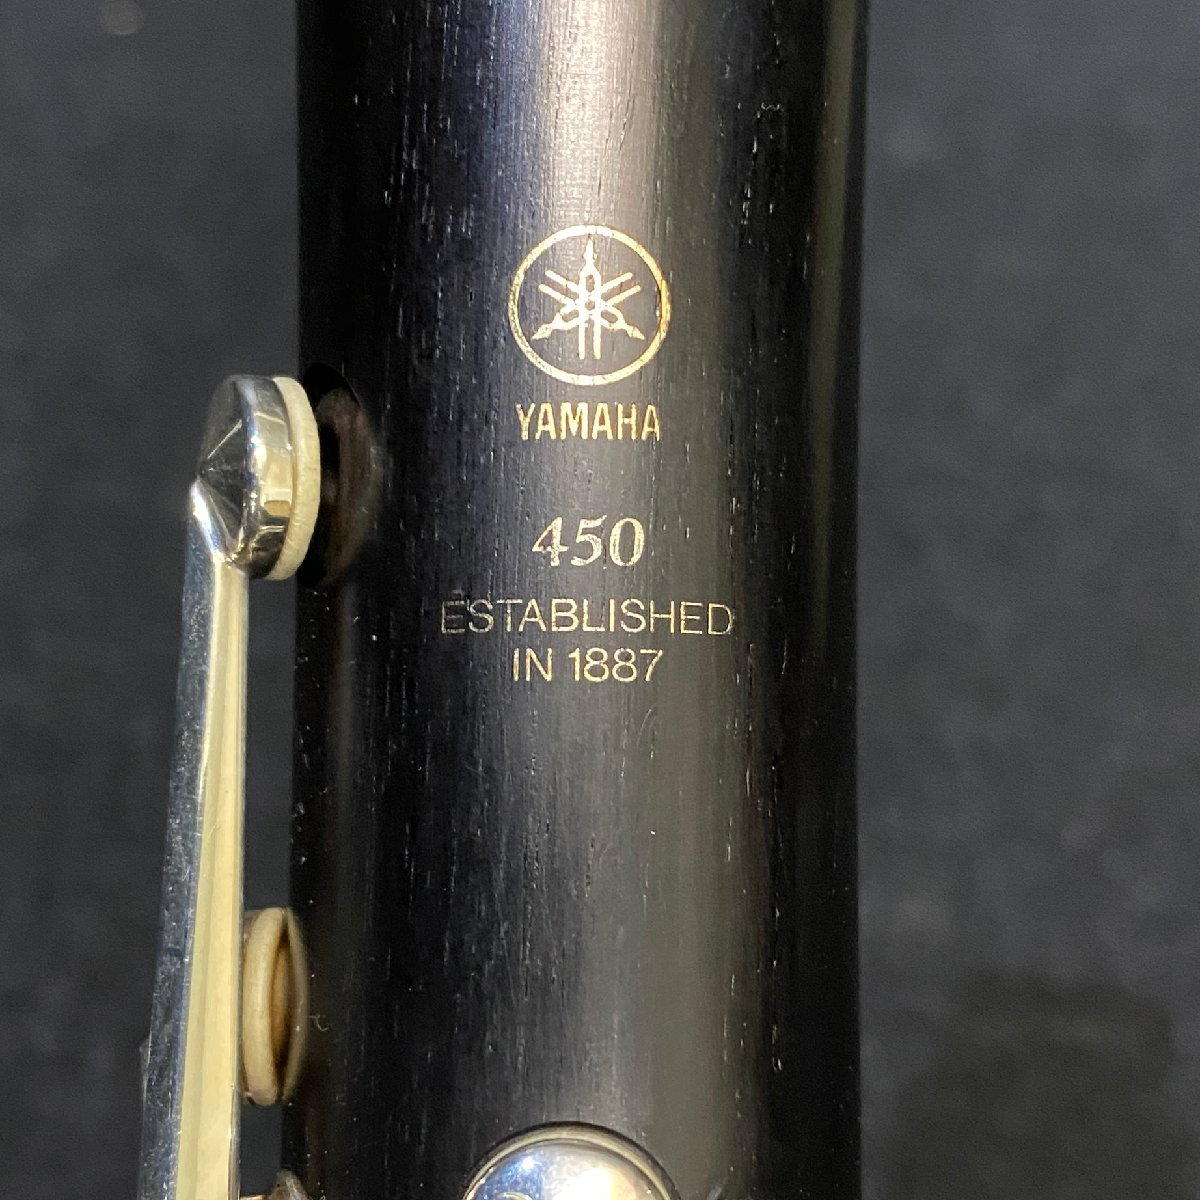 YAMAHA
450
ESTABLISHED
IN 1887